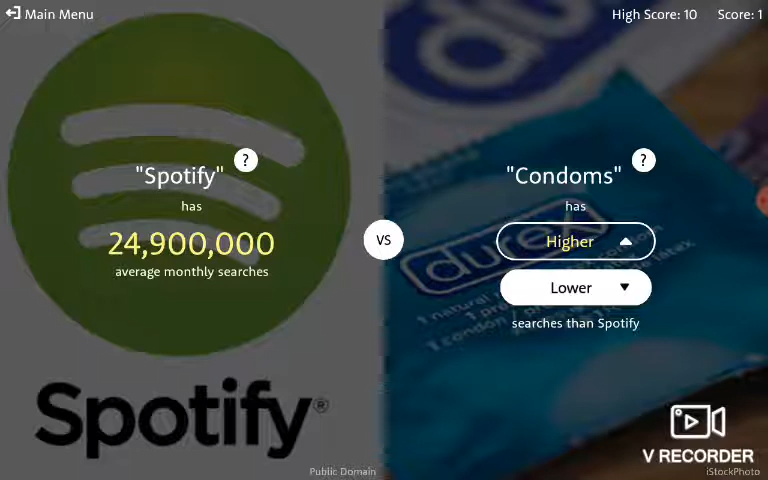 Main Menu
High Score: 10
Score: 1
"Spotify"
?
has
24,900,000
average monthly searches
VS
"Condoms"
?
has
Higher
Lower
searches than Spotify
durex
Spotify®
Public Domain
V RECORDER
iStockPhoto